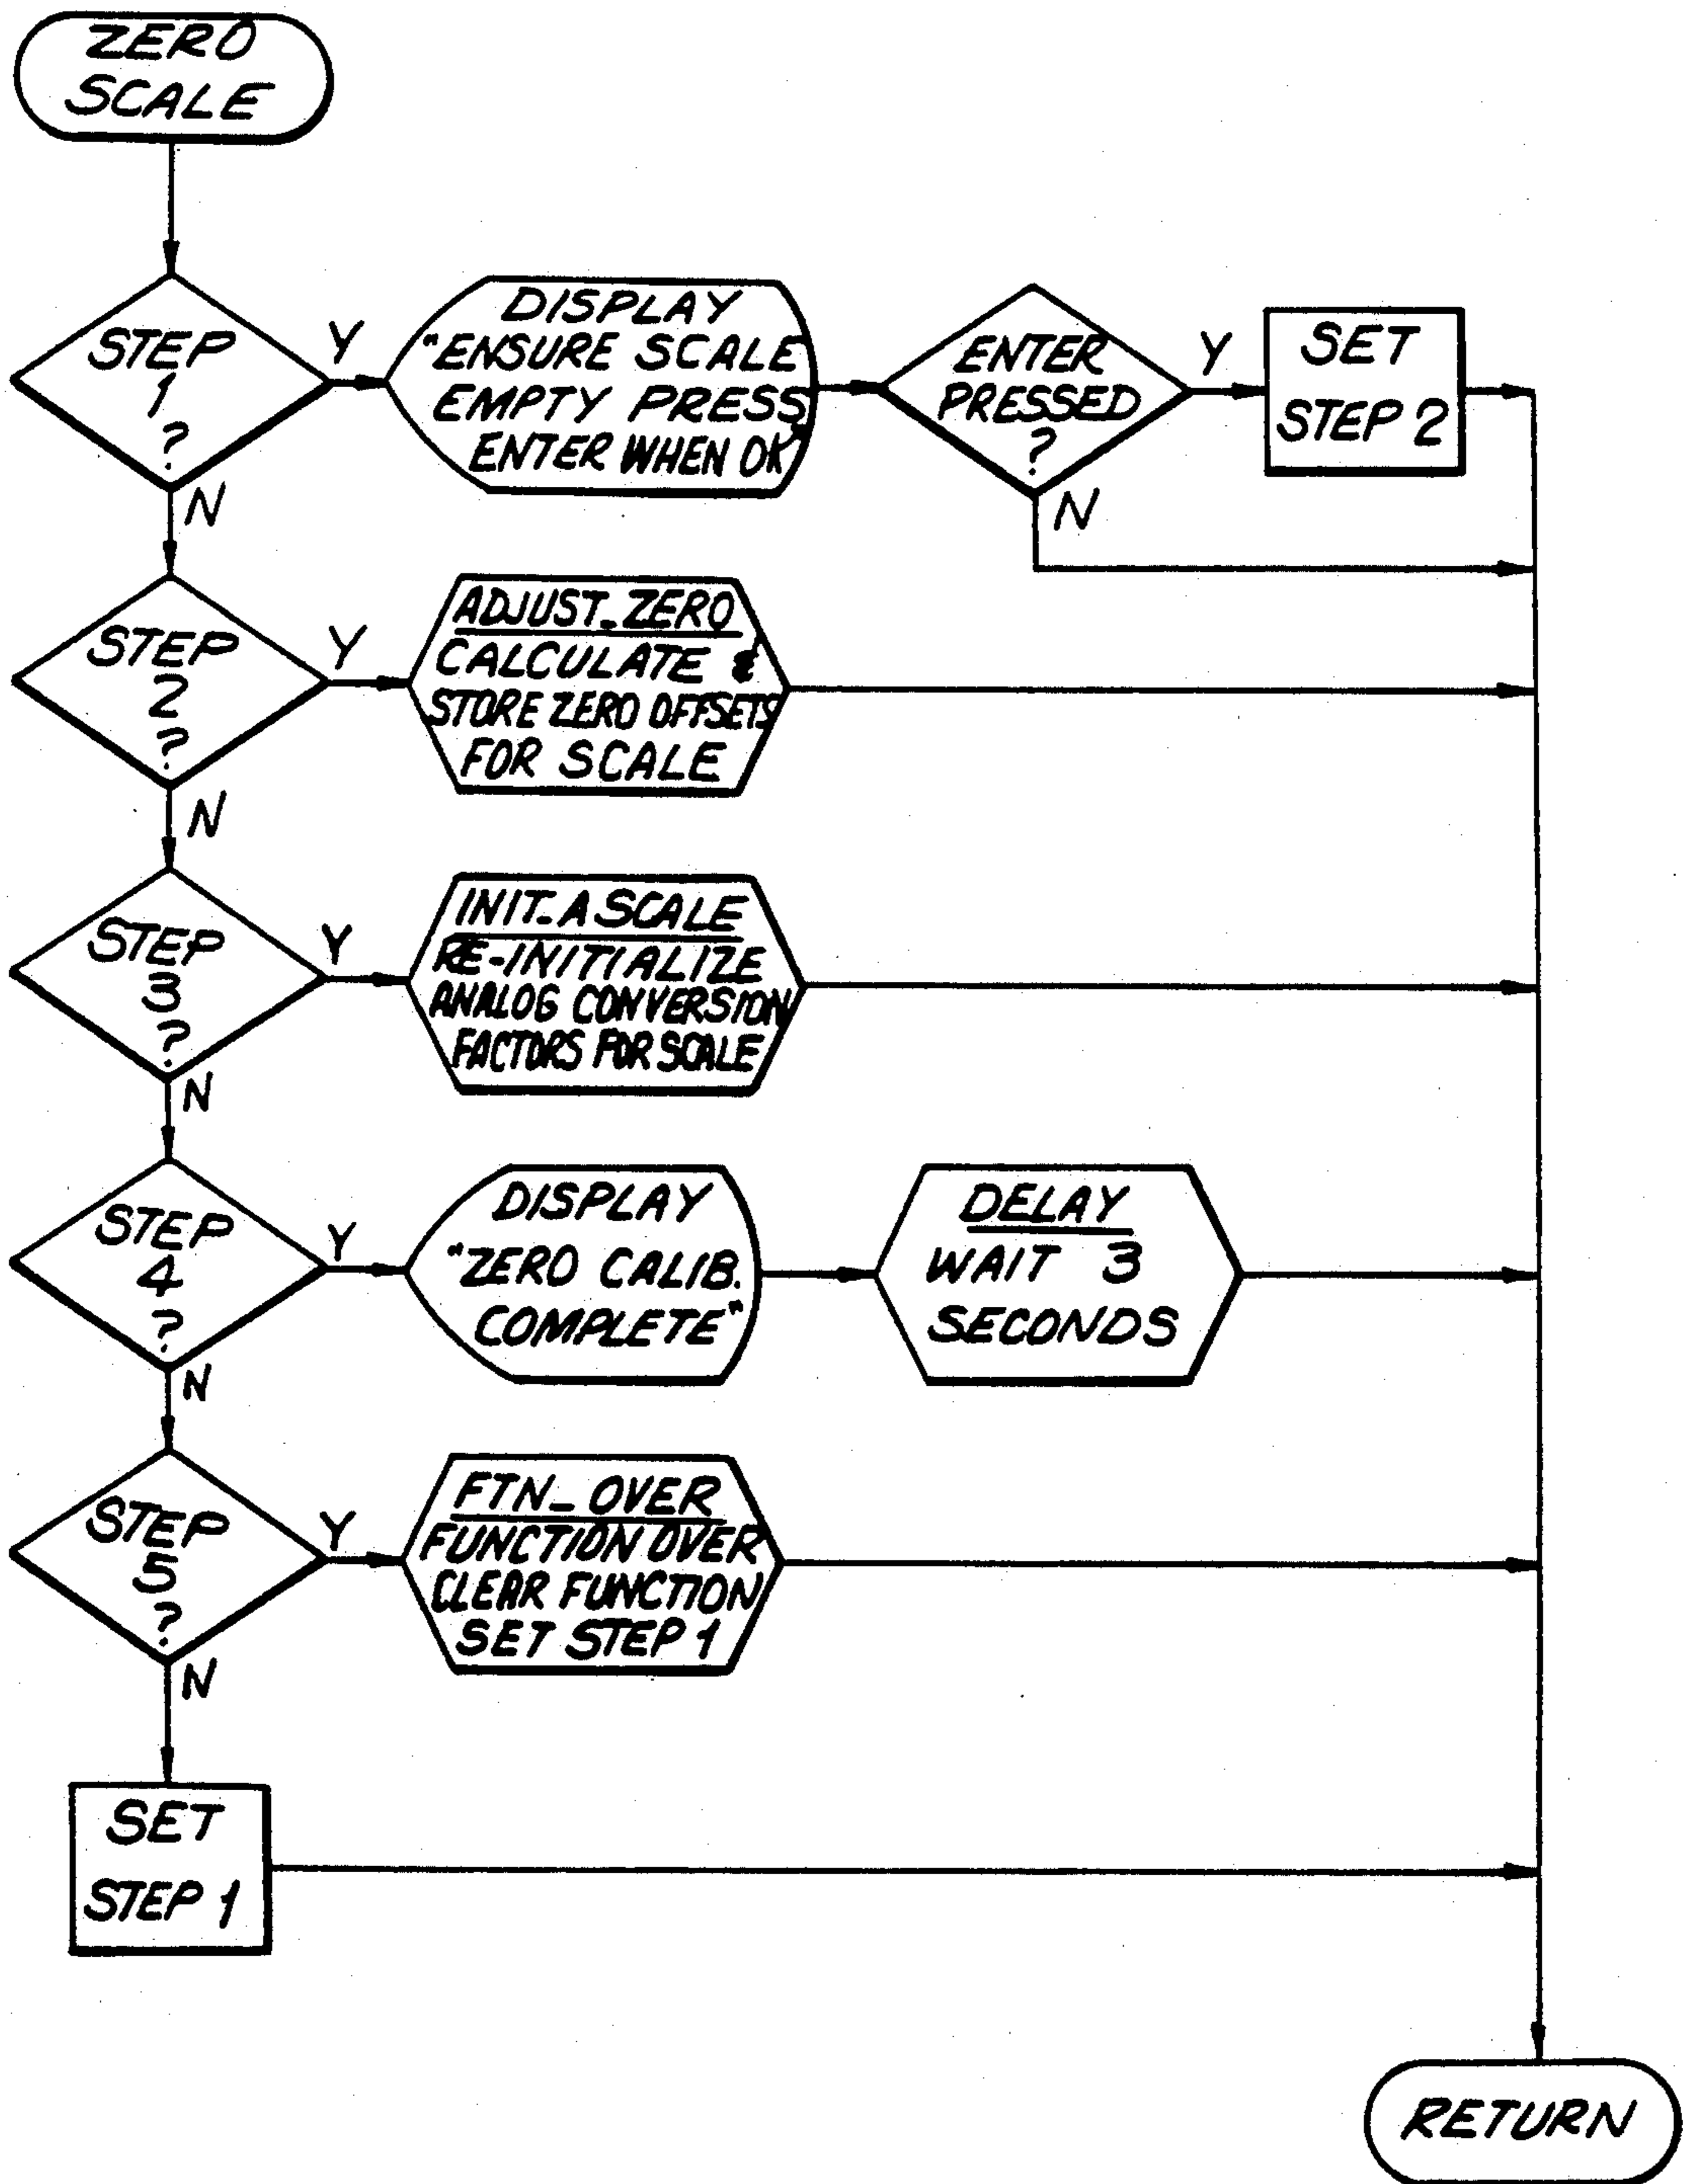 ZERO
SCALE
STEP
1
?
Y
N
DISPLAY
"ENSURE SCALE
EMPTY PRESS
ENTER WHEN OK"
ENTER
PRESSED
?
Y
N
SET
STEP 2
STEP
2
?
Y
N
ADJUST_ZERO
CALCULATE &
STORE ZERO OFFSETS
FOR SCALE
STEP
3
?
Y
N
INIT_A SCALE
RE-INITIALIZE
ANALOG CONVERSION
FACTORS FOR SCALE
STEP
4
?
Y
N
DISPLAY
"ZERO CALIB.
COMPLETE"
DELAY
WAIT 3
SECONDS
STEP
5
?
Y
N
FTN_OVER
FUNCTION OVER
CLEAR FUNCTION
SET STEP 1
SET
STEP 1
RETURN